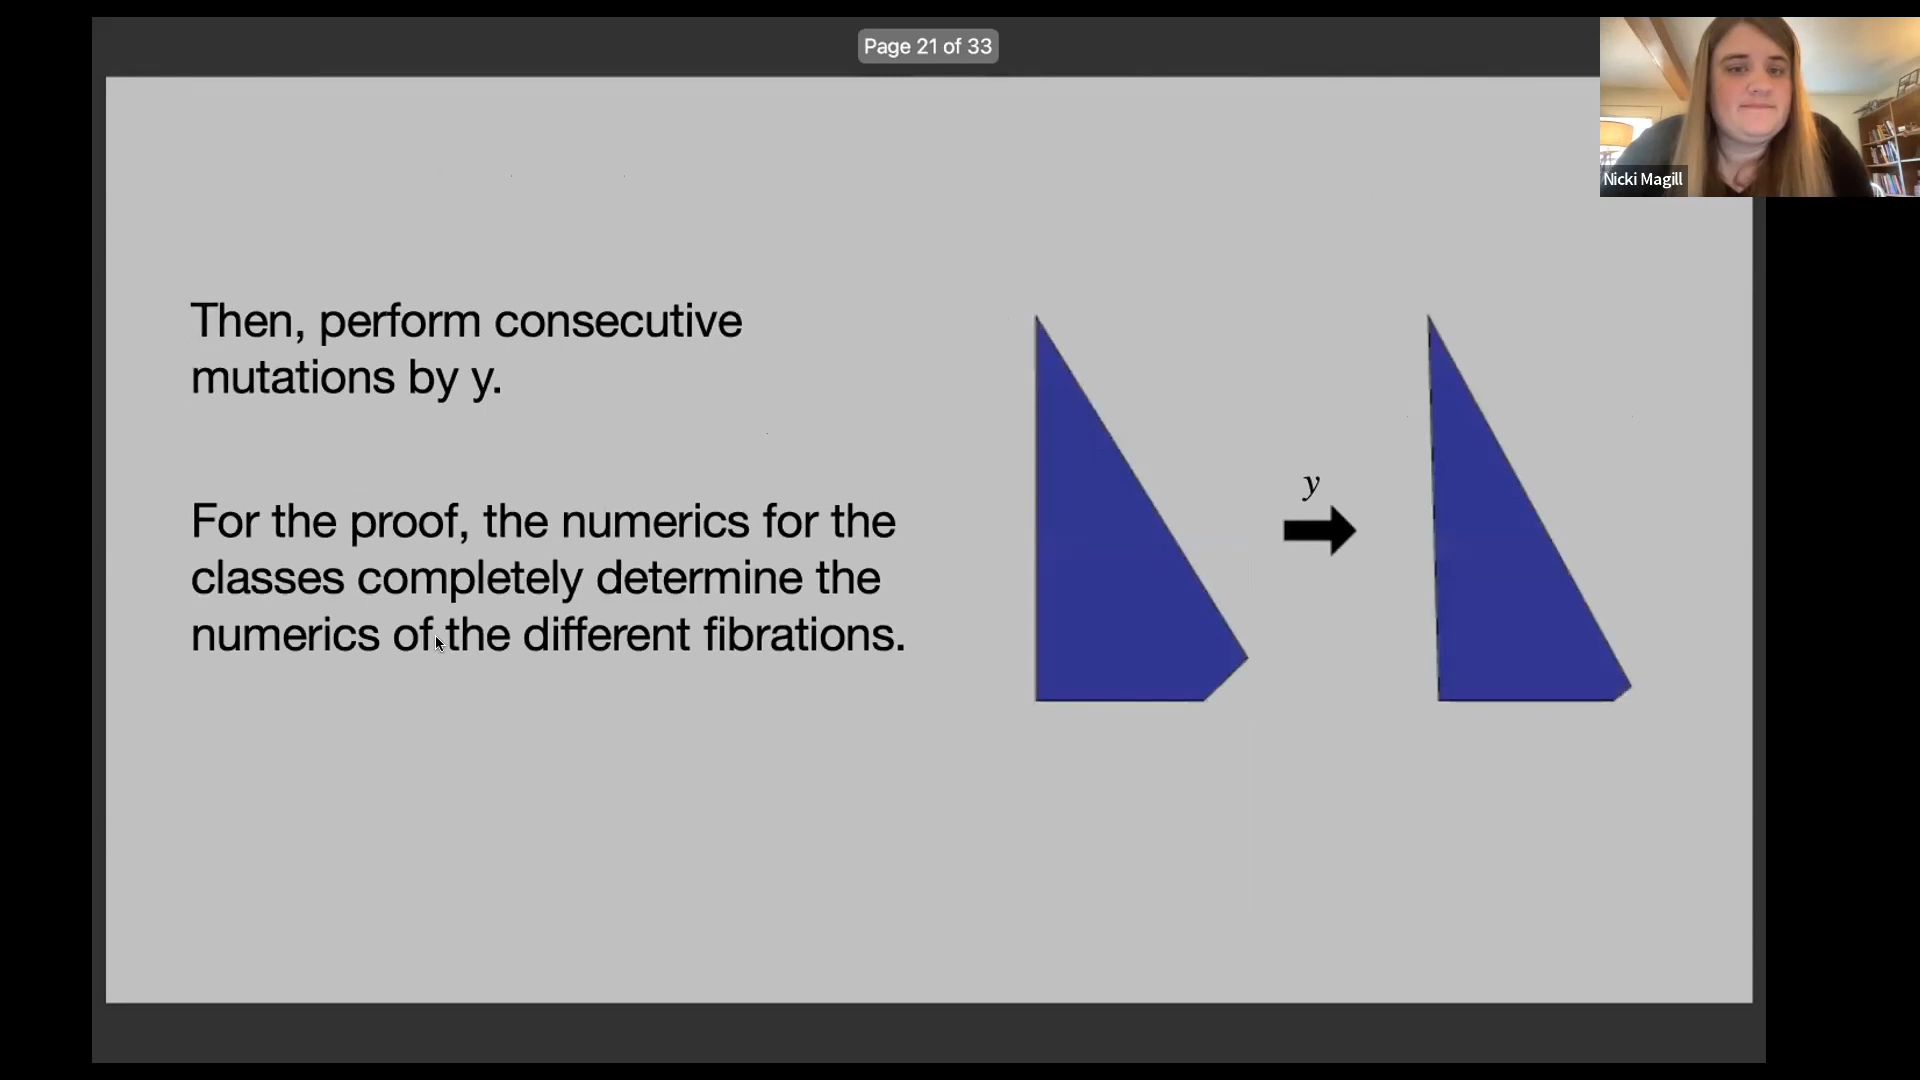 Page 21 of 33
Nicki Magill
Then, perform consecutive
mutations by y.
For the proof, the numerics for the
classes completely determine the
numerics of the different fibrations.
y